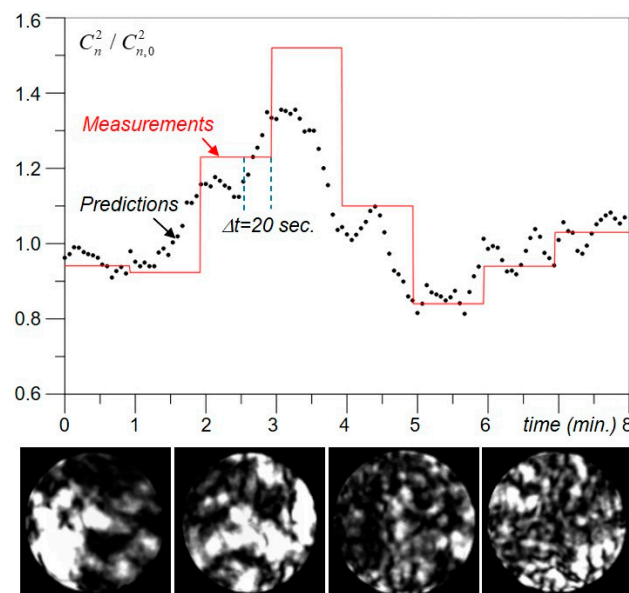 1.6
C_n^2 / C_{n,0}^2
1.4
Measurements
1.2
Predictions
Δt=20 sec.
1.0
0.8
0.6
0 1 2 3 4 5 6 7 time (min.) 8